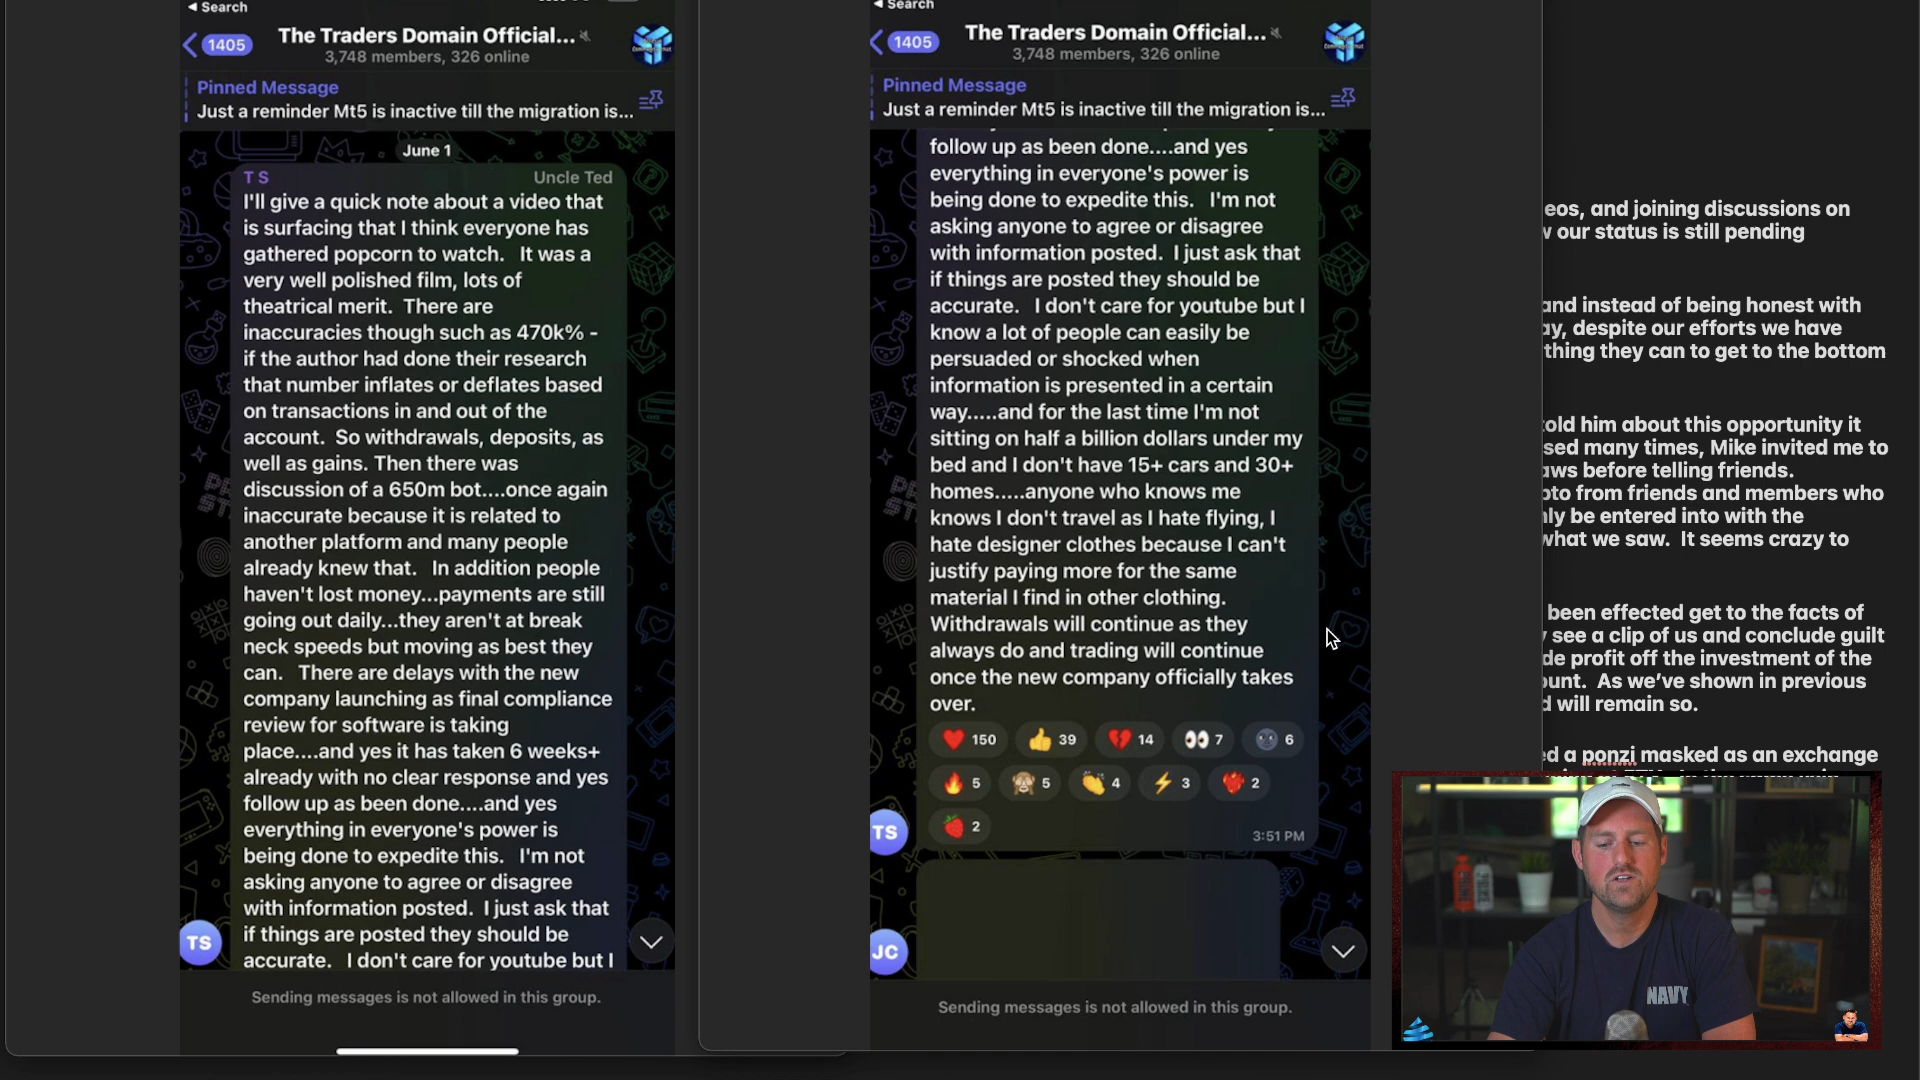 Search
1405
The Traders Domain Official...
3,748 members, 326 online
Pinned Message
Just a reminder Mt5 is inactive till the migration is...
June 1
T S
Uncle Ted
I'll give a quick note about a video that
is surfacing that I think everyone has
gathered popcorn to watch. It was a
very well polished film, lots of
theatrical merit. There are
inaccuracies though such as 470k% -
if the author had done their research
that number inflates or deflates based
on transactions in and out of the
account. So withdrawals, deposits, as
well as gains. Then there was
discussion of a 650m bot....once again
inaccurate because it is related to
another platform and many people
already knew that. In addition people
haven't lost money...payments are still
going out daily...they aren't at break
neck speeds but moving as best they
can. There are delays with the new
company launching as final compliance
review for software is taking
place....and yes it has taken 6 weeks+
already with no clear response and yes
follow up as been done....and yes
everything in everyone's power is
being done to expedite this. I'm not
asking anyone to agree or disagree
with information posted. I just ask that
if things are posted they should be
accurate. I don't care for youtube but I
TS
Sending messages is not allowed in this group.
Search
1405
The Traders Domain Official...
3,748 members, 326 online
Pinned Message
Just a reminder Mt5 is inactive till the migration is...
follow up as been done....and yes
everything in everyone's power is
being done to expedite this. I'm not
asking anyone to agree or disagree
with information posted. I just ask that
if things are posted they should be
accurate. I don't care for youtube but I
know a lot of people can easily be
persuaded or shocked when
information is presented in a certain
way.....and for the last time I'm not
sitting on half a billion dollars under my
bed and I don't have 15+ cars and 30+
homes.....anyone who knows me
knows I don't travel as I hate flying, I
hate designer clothes because I can't
justify paying more for the same
material I find in other clothing.
Withdrawals will continue as they
always do and trading will continue
once the new company officially takes
over.
150 39 14 7 6
5 5 4 3 2
2
3:51 PM
TS
JC
Sending messages is not allowed in this group.
eos, and joining discussions on
our status is still pending
and instead of being honest with
ay, despite our efforts we have
thing they can to get to the bottom
told him about this opportunity it
sed many times, Mike invited me to
aws before telling friends.
pto from friends and members who
nly be entered into with the
what we saw. It seems crazy to
been effected get to the facts of
see a clip of us and conclude guilt
de profit off the investment of the
ount. As we've shown in previous
d will remain so.
ed a ponzi masked as an exchange
NAVY